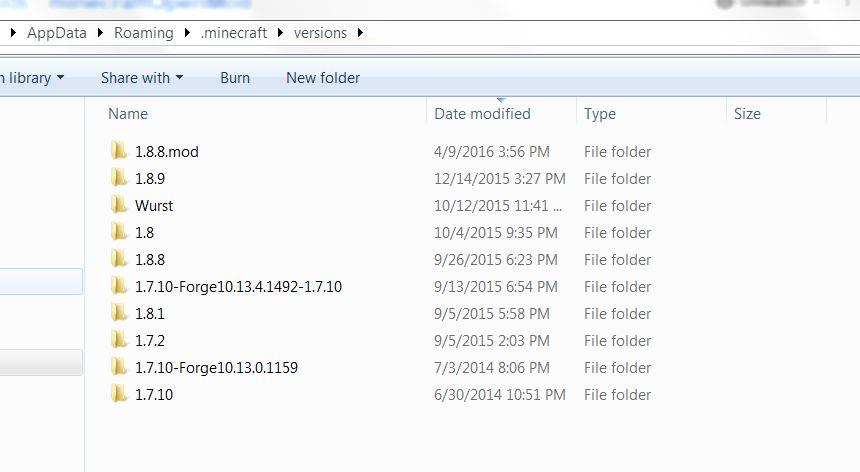 AppData Roaming .minecraft versions
library Share with Burn New folder
Name Date modified Type Size
1.8.8.mod 4/9/2016 3:56 PM File folder
1.8.9 12/14/2015 3:27 PM File folder
Wurst 10/12/2015 11:41 ... File folder
1.8 10/4/2015 9:35 PM File folder
1.8.8 9/26/2015 6:23 PM File folder
1.7.10-Forge10.13.4.1492-1.7.10 9/13/2015 6:54 PM File folder
1.8.1 9/5/2015 5:58 PM File folder
1.7.2 9/5/2015 2:03 PM File folder
1.7.10-Forge10.13.0.1159 7/3/2014 8:06 PM File folder
1.7.10 6/30/2014 10:51 PM File folder